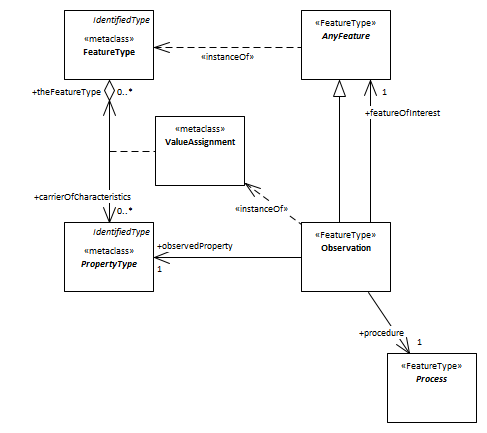 IdentifiedType
«metaclass»
FeatureType
«FeatureType»
AnyFeature
«instanceOf»
+theFeatureType
0..*
1
+featureOfInterest
«metaclass»
ValueAssignment
+carrierOfCharacteristics
0..*
«instanceOf»
IdentifiedType
«metaclass»
PropertyType
+observedProperty
1
«FeatureType»
Observation
+procedure
1
«FeatureType»
Process